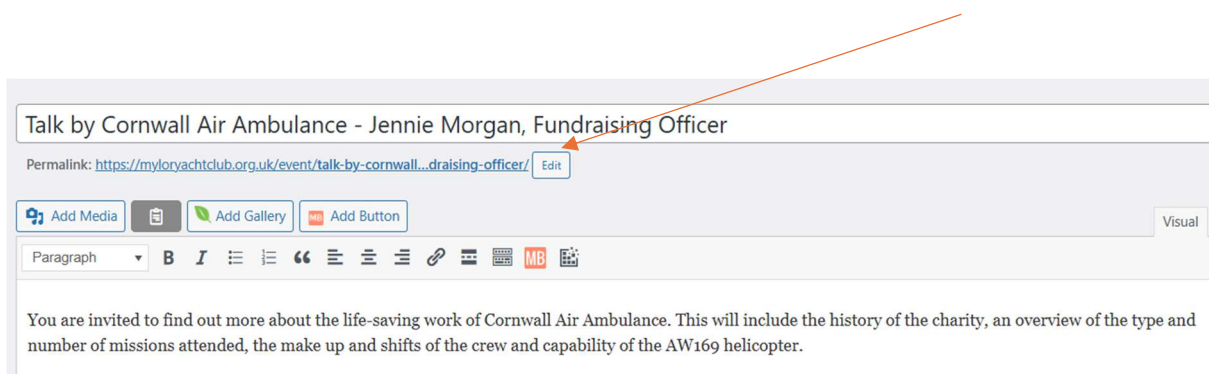 Talk by Cornwall Air Ambulance - Jennie Morgan, Fundraising Officer
Permalink: https://myloryachtclub.org.uk/event/talk-by-cornwall...draising-officer/ Edit
Add Media Add Gallery MB Add Button
Visual
Paragraph B I MB
You are invited to find out more about the life-saving work of Cornwall Air Ambulance. This will include the history of the charity, an overview of the type and
number of missions attended, the make up and shifts of the crew and capability of the AW169 helicopter.